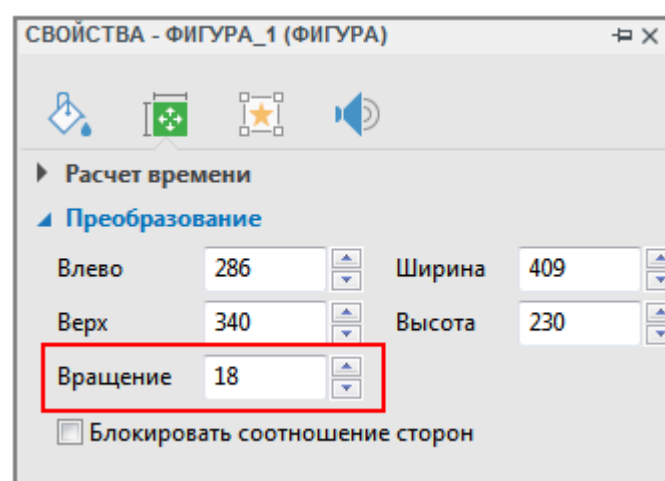 СВОЙСТВА - ФИГУРА_1 (ФИГУРА)
Расчет времени
Преобразование
Влево 286 Ширина 409
Верх 340 Высота 230
Вращение 18
Блокировать соотношение сторон